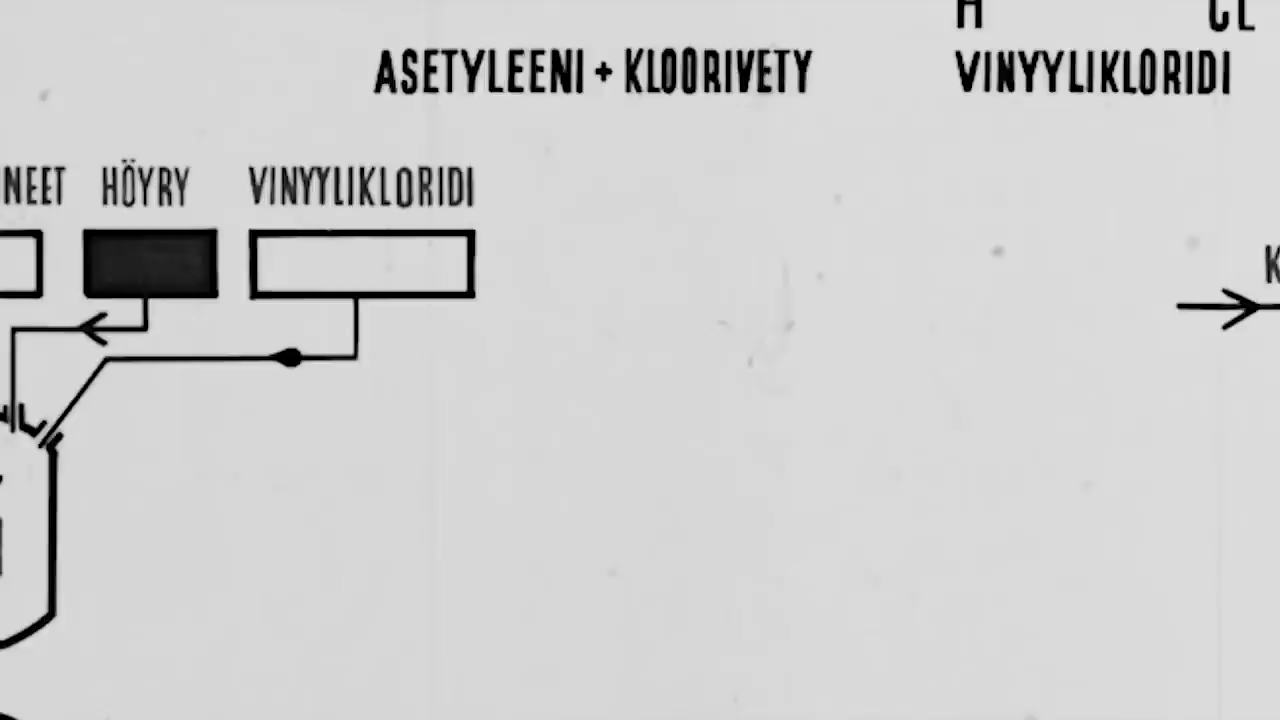 H CL
ASETYLEENI + KLOORIVETY VINYYLIKLORIDI
NEET HÖYRY VINYYLIKLORIDI
K